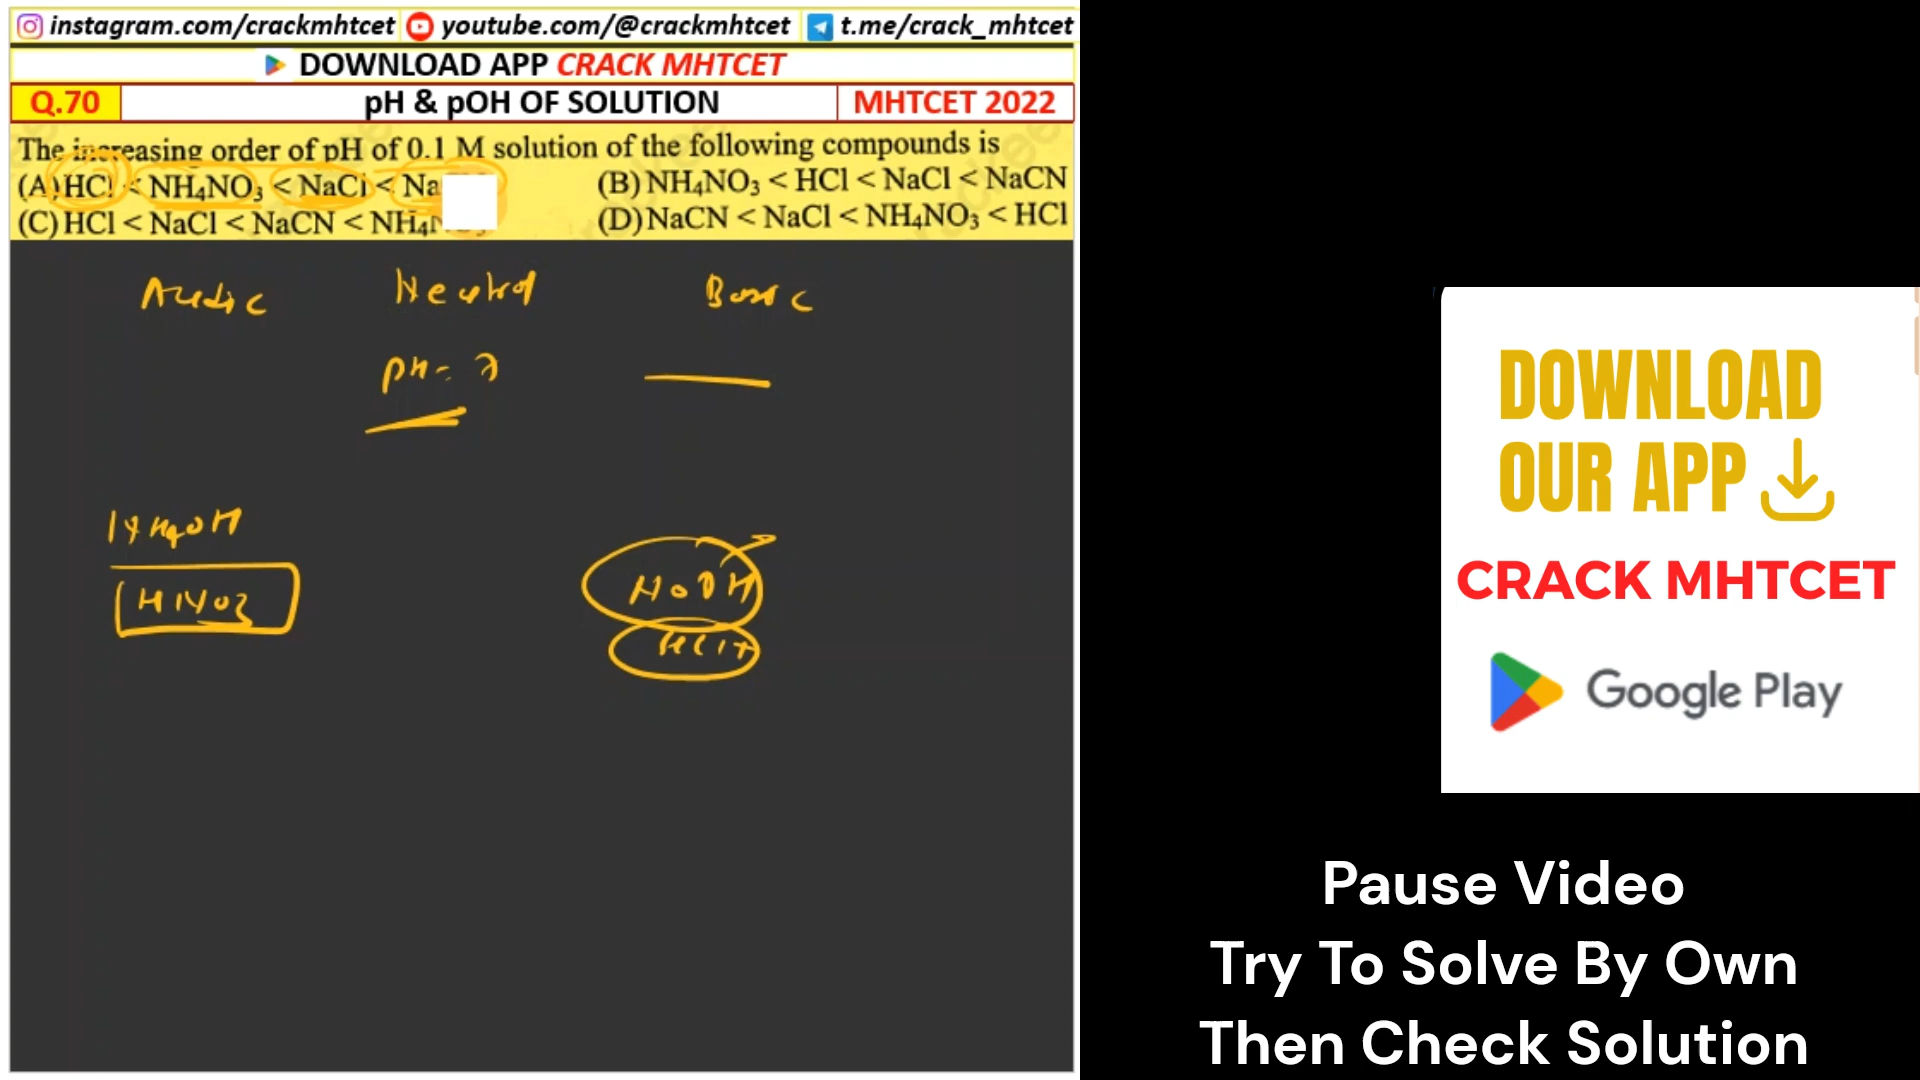 instagram.com/crackmhtcet youtube.com/@crackmhtcet t.me/crack_mhtcet
DOWNLOAD APP CRACK MHTCET
Q.70 pH & pOH OF SOLUTION MHTCET 2022
The increasing order of pH of 0.1 M solution of the following compounds is
(A) HCl < NH₄NO₃ < NaCl < Na (B) NH₄NO₃ < HCl < NaCl < NaCN
(C) HCl < NaCl < NaCN < NH₄ (D) NaCN < NaCl < NH₄NO₃ < HCl
Acidic Neutral Basic
pH = 7
HNO3
DOWNLOAD
OUR APP
CRACK MHTCET
Google Play
Pause Video
Try To Solve By Own
Then Check Solution